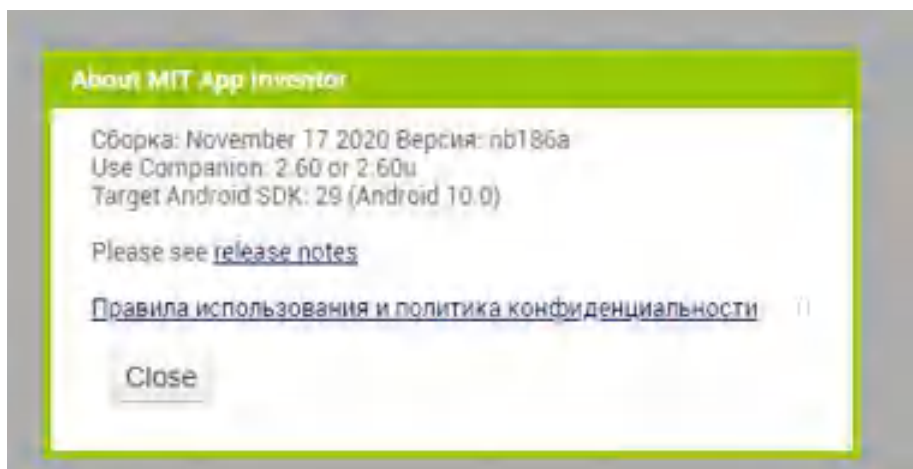 About MIT App Inventor
Сборка: November 17 2020 Версия: nb186a
Use Companion: 2.60 or 2.60u
Target Android SDK: 29 (Android 10.0)
Please see release notes
Правила использования и политика конфиденциальности
Close